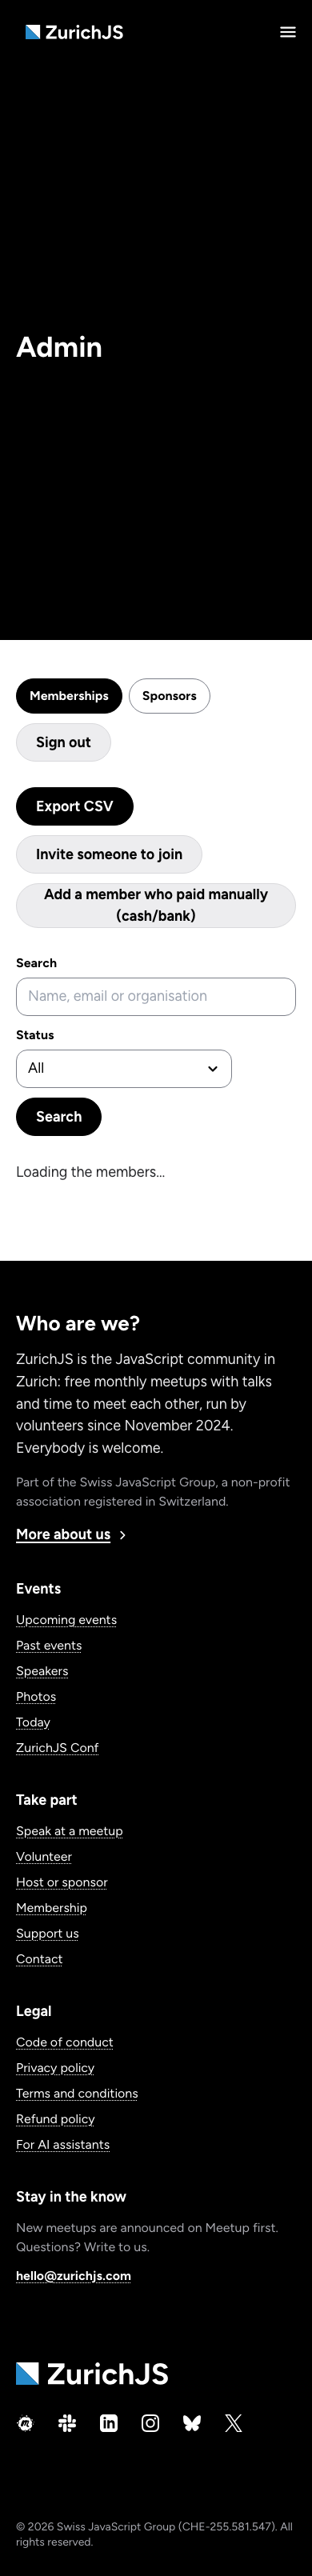 ZurichJS
Admin
Memberships Sponsors
Sign out
Export CSV
Invite someone to join
Add a member who paid manually
(cash/bank)
Search
Name, email or organisation
Status
All
Search
Loading the members...
Who are we?
ZurichJS is the JavaScript community in
Zurich: free monthly meetups with talks
and time to meet each other, run by
volunteers since November 2024.
Everybody is welcome.
Part of the Swiss JavaScript Group, a non-profit
association registered in Switzerland.
More about us
Events
Upcoming events
Past events
Speakers
Photos
Today
ZurichJS Conf
Take part
Speak at a meetup
Volunteer
Host or sponsor
Membership
Support us
Contact
Legal
Code of conduct
Privacy policy
Terms and conditions
Refund policy
For AI assistants
Stay in the know
New meetups are announced on Meetup first.
Questions? Write to us.
hello@zurichjs.com
ZurichJS
© 2026 Swiss JavaScript Group (CHE-255.581.547). All
rights reserved.